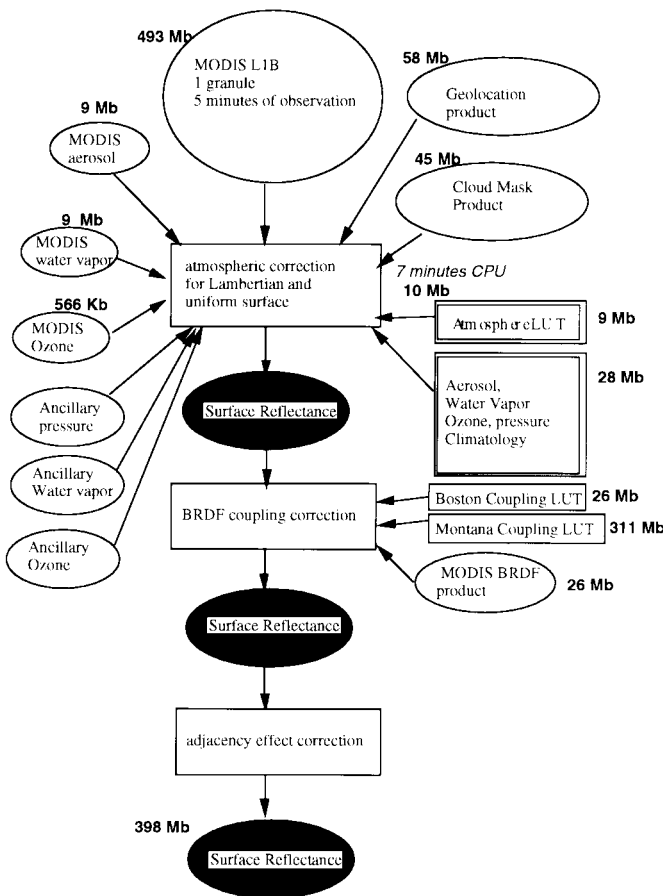 493 Mb
MODIS L1B
1 granule
5 minutes of observation
58 Mb
Geolocation
product
9 Mb
MODIS
aerosol
45 Mb
Cloud Mask
Product
9 Mb
MODIS
water vapor
atmospheric correction
for Lambertian and
uniform surface
7 minutes CPU
10 Mb
566 Kb
MODIS
Ozone
Atmosphere LUT
9 Mb
28 Mb
Aerosol,
Water Vapor
Ozone, pressure
Climatology
Surface Reflectance
Ancillary
pressure
Ancillary
Water vapor
BRDF coupling correction
Boston Coupling LUT
26 Mb
Montana Coupling LUT
311 Mb
Ancillary
Ozone
MODIS BRDF
product
26 Mb
Surface Reflectance
adjacency effect correction
398 Mb
Surface Reflectance